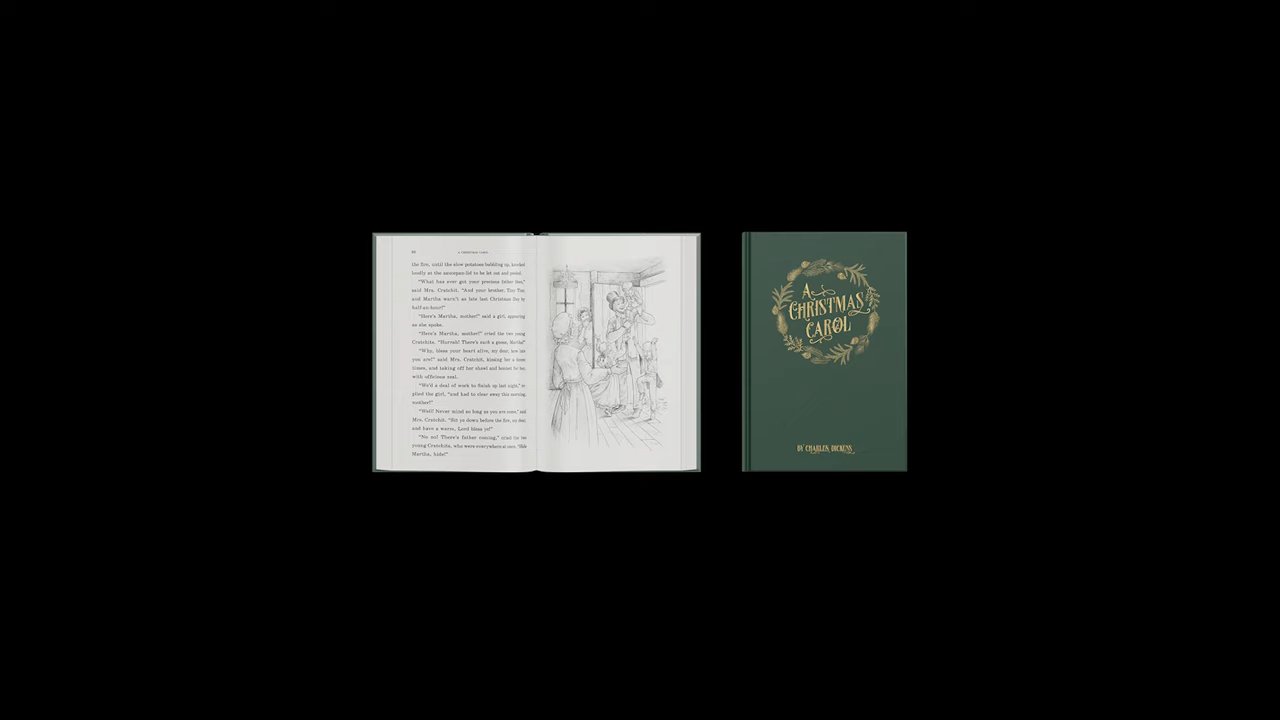 A CHRISTMAS CAROL.
the fire, until the slow potatoes bubbling up, knocked
loudly at the saucepan-lid to be let out and peeled.
"What has ever got your precious father then,"
said Mrs. Cratchit. "And your brother, Tiny Tim;
and Martha warn't as late last Christmas Day by
half-an-hour!"
"Here's Martha, mother!" said a girl, appearing
as she spoke.
"Here's Martha, mother!" cried the two young
Cratchits. "Hurrah! There's such a goose, Martha!"
"Why, bless your heart alive, my dear, how late
you are!" said Mrs. Cratchit, kissing her a dozen
times, and taking off her shawl and bonnet for her,
with officious zeal.
"We'd a deal of work to finish up last night," re-
plied the girl, "and had to clear away this morning,
mother!"
"Well! Never mind so long as you are come," said
Mrs. Cratchit. "Sit ye down before the fire, my dear,
and have a warm, Lord bless ye!"
"No no! There's father coming," cried the two
young Cratchits, who were everywhere at once. "Hide
Martha, hide!"
A
CHRISTMAS
CAROL
BY CHARLES DICKENS